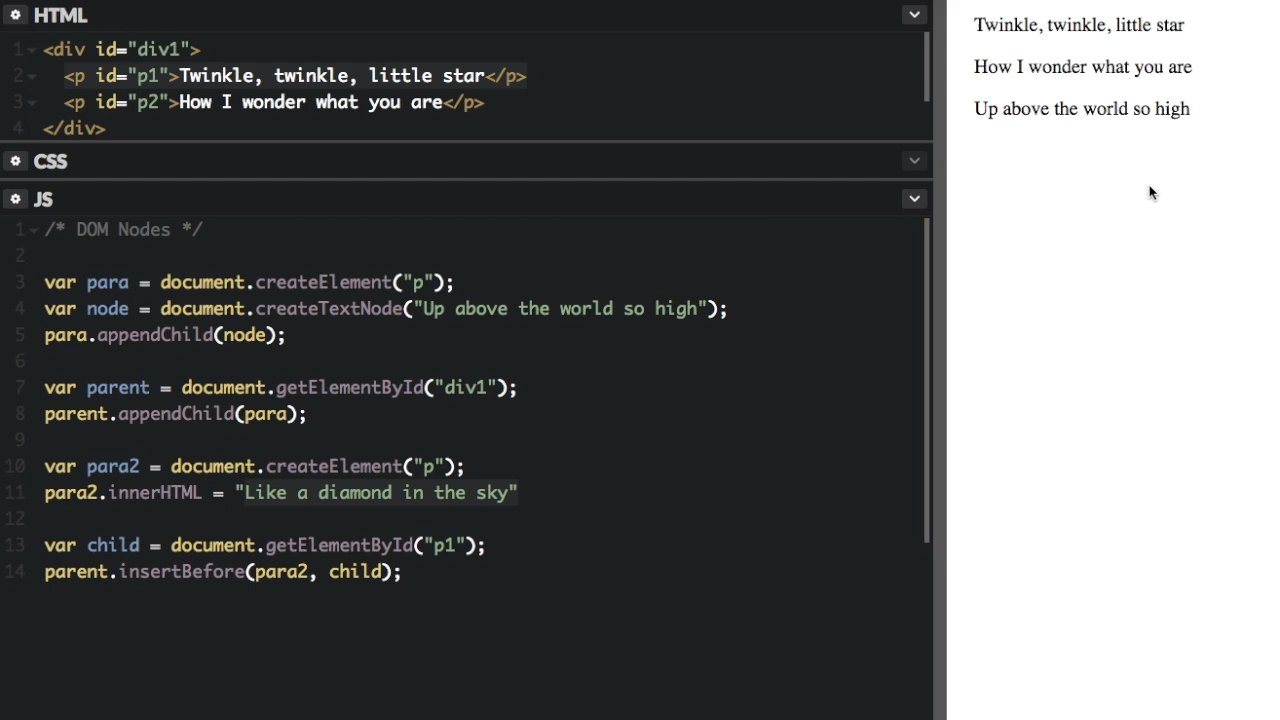 HTML
1 <div id="div1">
2 <p id="p1">Twinkle, twinkle, little star</p>
3 <p id="p2">How I wonder what you are</p>
4 </div>
CSS
JS
1 /* DOM Nodes */
2
3 var para = document.createElement("p");
4 var node = document.createTextNode("Up above the world so high");
5 para.appendChild(node);
6
7 var parent = document.getElementById("div1");
8 parent.appendChild(para);
9
10 var para2 = document.createElement("p");
11 para2.innerHTML = "Like a diamond in the sky"
12
13 var child = document.getElementById("p1");
14 parent.insertBefore(para2, child);
Twinkle, twinkle, little star
How I wonder what you are
Up above the world so high